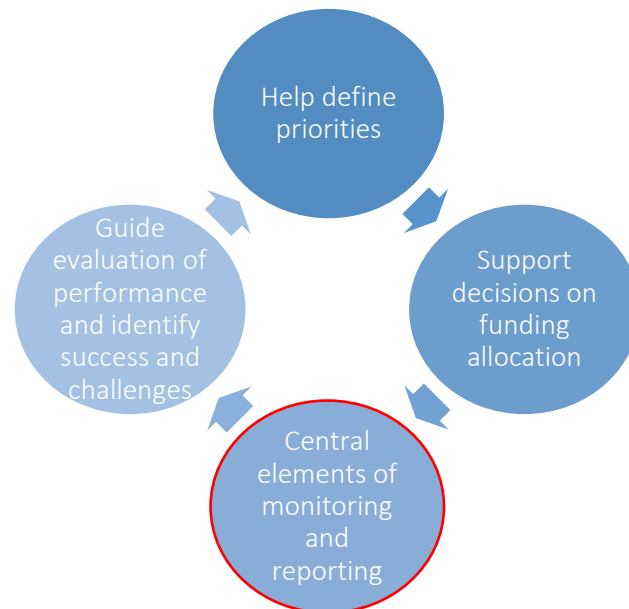 Help define
priorities
Support
decisions on
funding
allocation
Central
elements of
monitoring
and
reporting
Guide
evaluation of
performance
and identify
success and
challenges